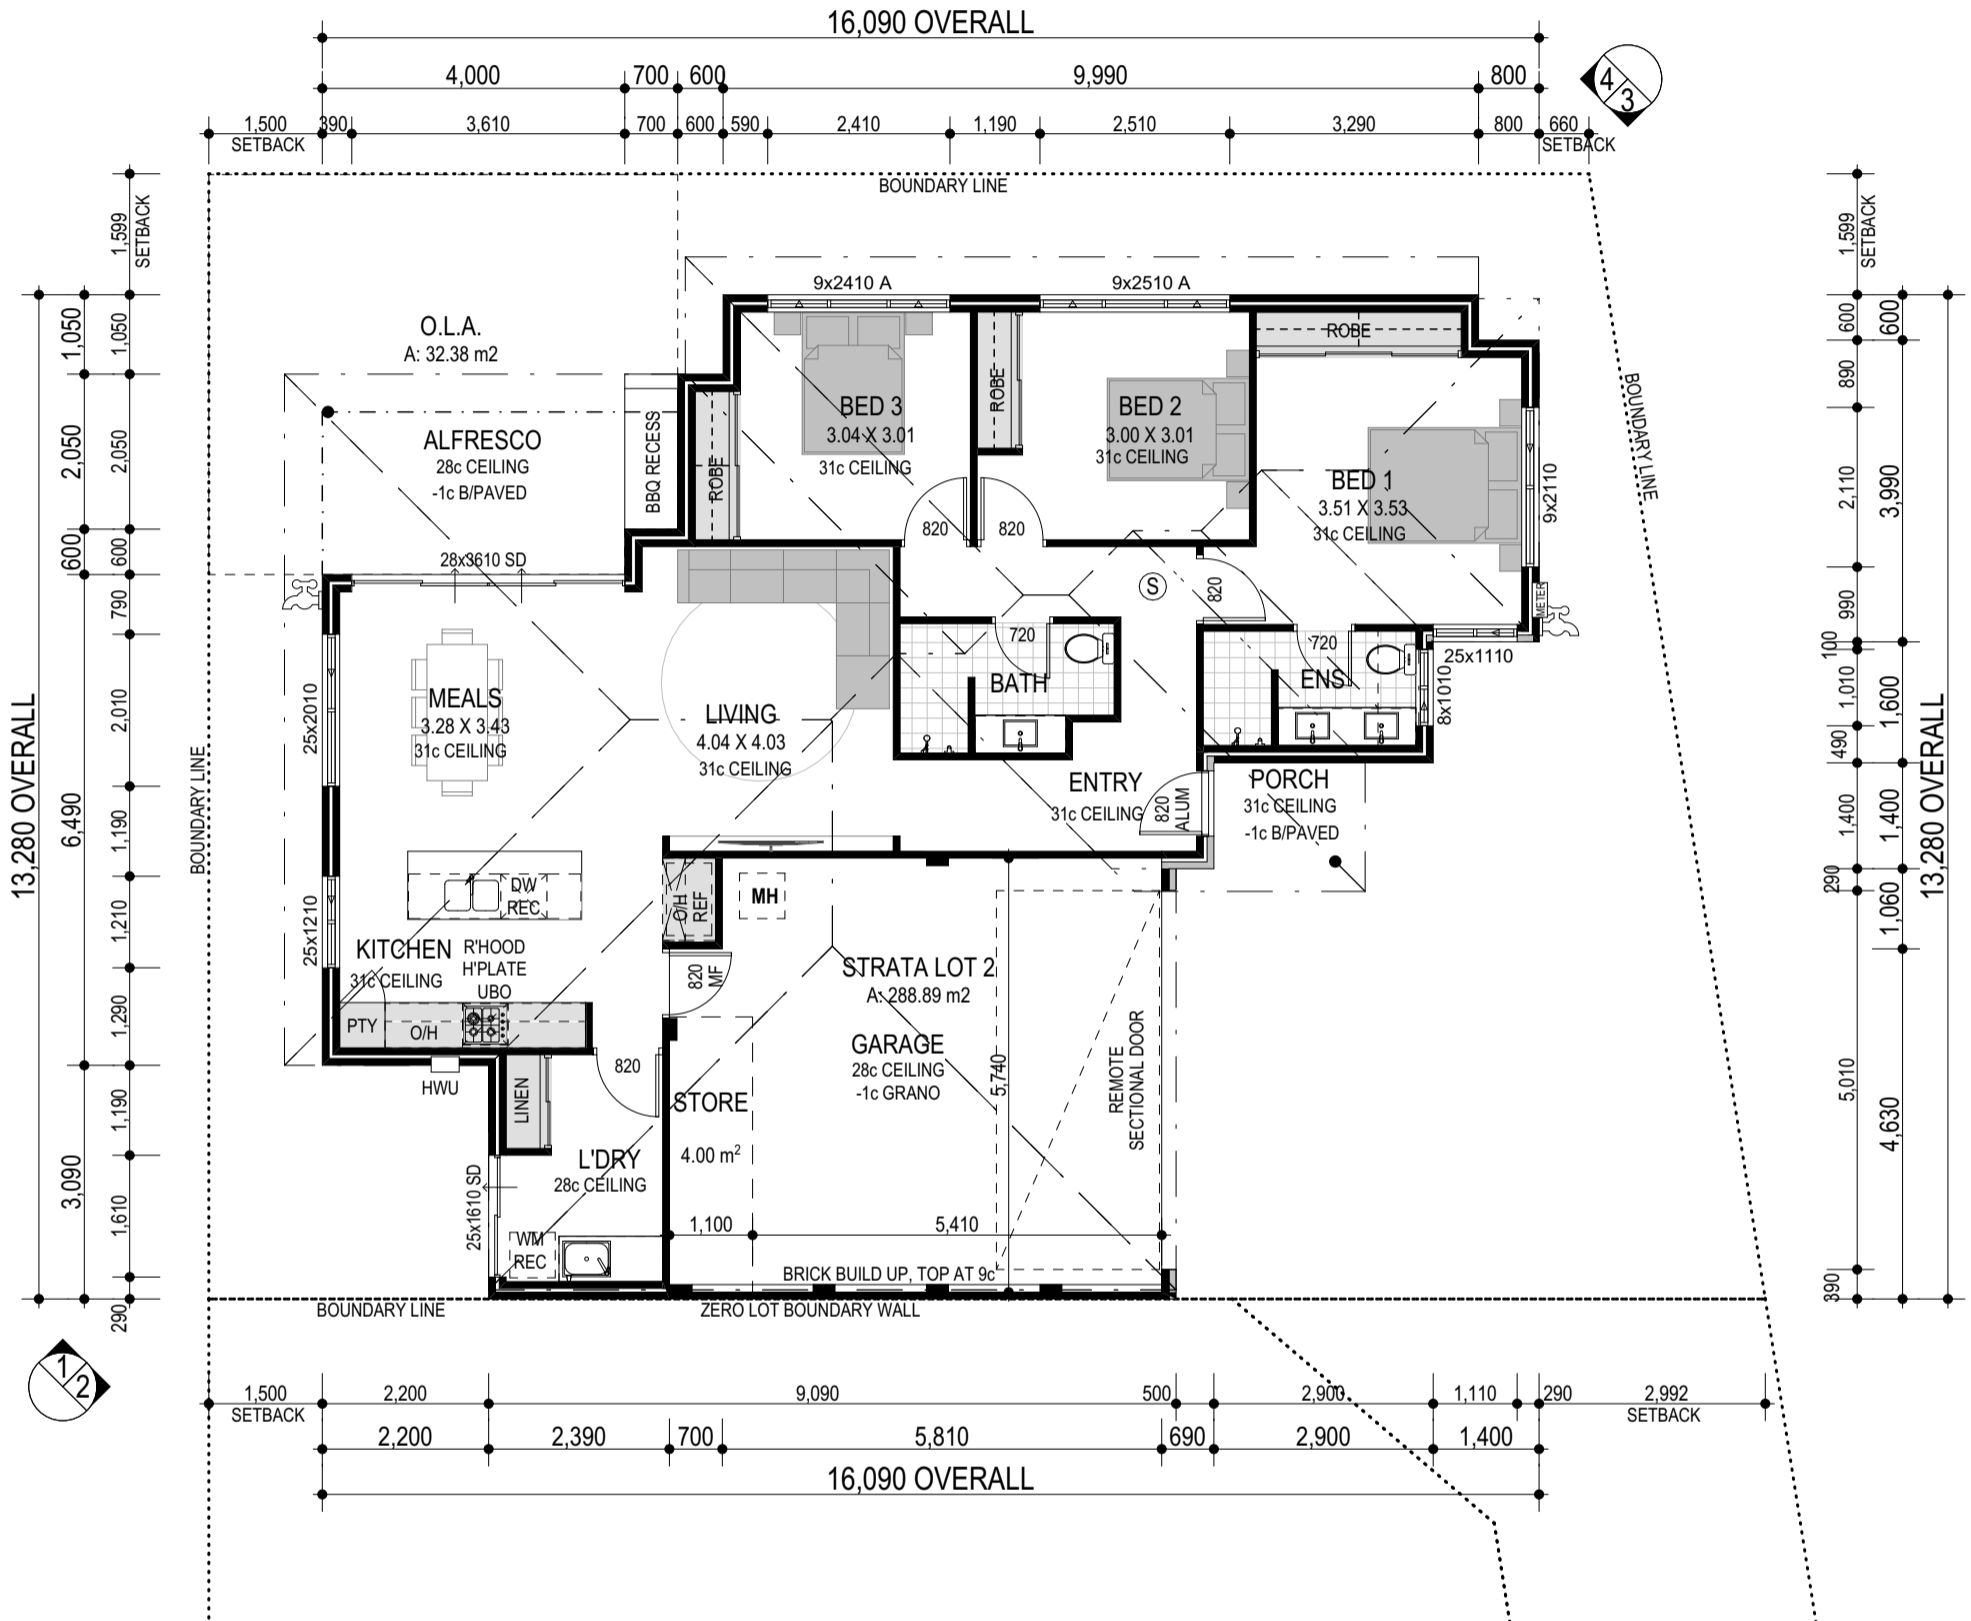 16,090 OVERALL
4,000 700 600 9,990 800
1,500 390 3,610 700 600 590 2,410 1,190 2,510 3,290 800 660
SETBACK SETBACK
4
3
BOUNDARY LINE
1,599
SETBACK
1,599
SETBACK
13,280 OVERALL
1,050
2,050
600
6,490
3,090
1,050
2,050
600
790
2,010
1,190
1,210
1,290
1,190
1,610
290
BOUNDARY LINE
O.L.A.
A: 32.38 m2
ALFRESCO
28c CEILING
-1c B/PAVED
BBQ RECESS
28x3610 SD
9x2410 A
9x2510 A
ROBE
BED 3
3.04 X 3.01
31c CEILING
820
ROBE
BED 2
3.00 X 3.01
31c CEILING
820
ROBE
BED 1
3.51 X 3.53
31c CEILING
9x2110
METER
820
S
25x2010
MEALS
3.28 X 3.43
31c CEILING
LIVING
4.04 X 4.03
31c CEILING
720
BATH
720
ENS
25x1110
8x1010
ENTRY
31c CEILING
820
ALUM
PORCH
31c CEILING
-1c B/PAVED
25x1210
DW
REC
KITCHEN
31c CEILING
R'HOOD
H'PLATE
UBO
PTY
O/H
HWU
O/H
REF
MH
820
MF
STRATA LOT 2
A: 288.89 m2
GARAGE
28c CEILING
-1c GRANO
5,740
REMOTE
SECTIONAL DOOR
820
LINEN
STORE
4.00 m2
L'DRY
28c CEILING
25x1610 SD
WM
REC
1,100 5,410
BRICK BUILD UP, TOP AT 9c
BOUNDARY LINE
ZERO LOT BOUNDARY WALL
BOUNDARY LINE
600
890
2,110
990
100
1,010
490
1,400
290
5,010
390
600
3,990
1,600
1,400
1,060
4,630
13,280 OVERALL
1
2
1,500 2,200 9,090 500 2,900 1,110 290 2,992
SETBACK SETBACK
2,200 2,390 700 5,810 690 2,900 1,400
16,090 OVERALL